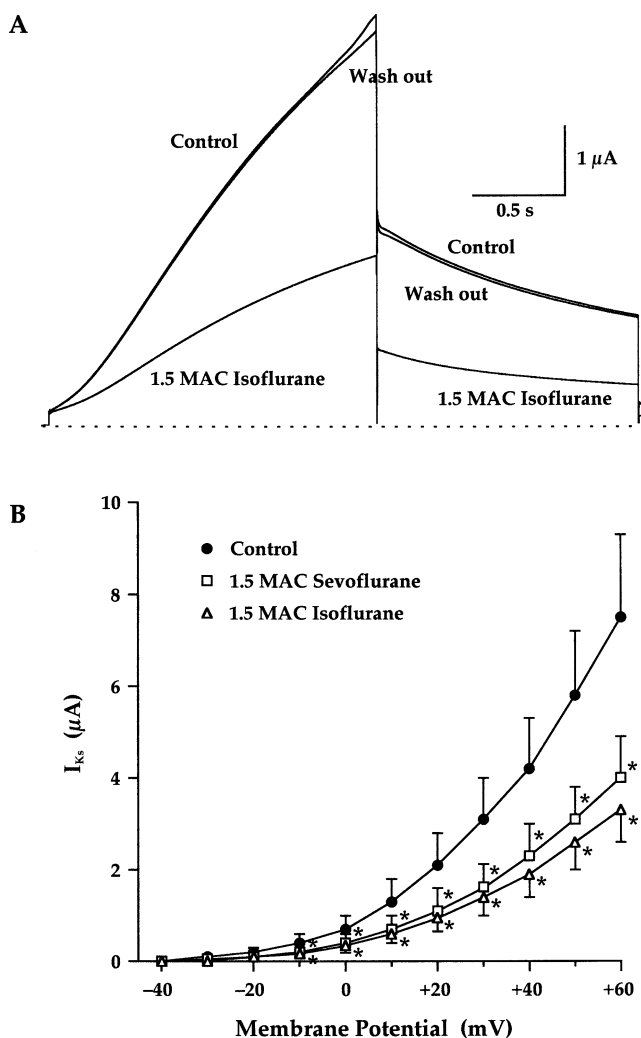 A
Wash out
Control
1 μA
0.5 s
Control
Wash out
1.5 MAC Isoflurane
1.5 MAC Isoflurane
B
10
Control
1.5 MAC Sevoflurane
8
1.5 MAC Isoflurane
6
I_Ks (μA)
4
*
*
*
*
2
*
*
*
*
*
*
*
*
*
*
*
*
0
−40
−20
0
+20
+40
+60
Membrane Potential (mV)